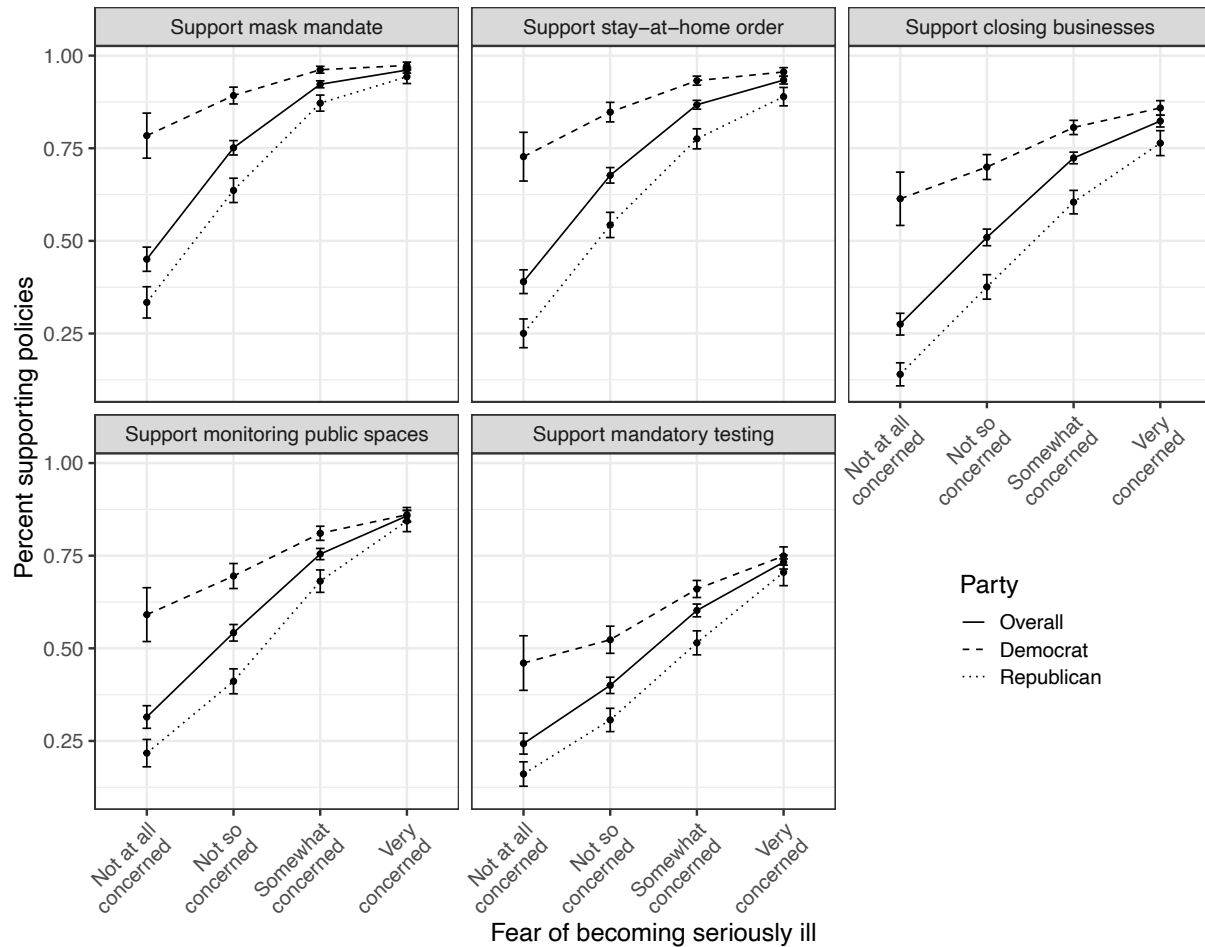 Support mask mandate
Support stay−at−home order
Support closing businesses
1.00
0.75
0.50
0.25
Not at all
concerned
Not so
concerned
Somewhat
concerned
Very
concerned
Support monitoring public spaces
Support mandatory testing
1.00
0.75
0.50
0.25
Not at all
concerned
Not so
concerned
Somewhat
concerned
Very
concerned
Not at all
concerned
Not so
concerned
Somewhat
concerned
Very
concerned
Percent supporting policies
Fear of becoming seriously ill
Party
Overall
Democrat
Republican